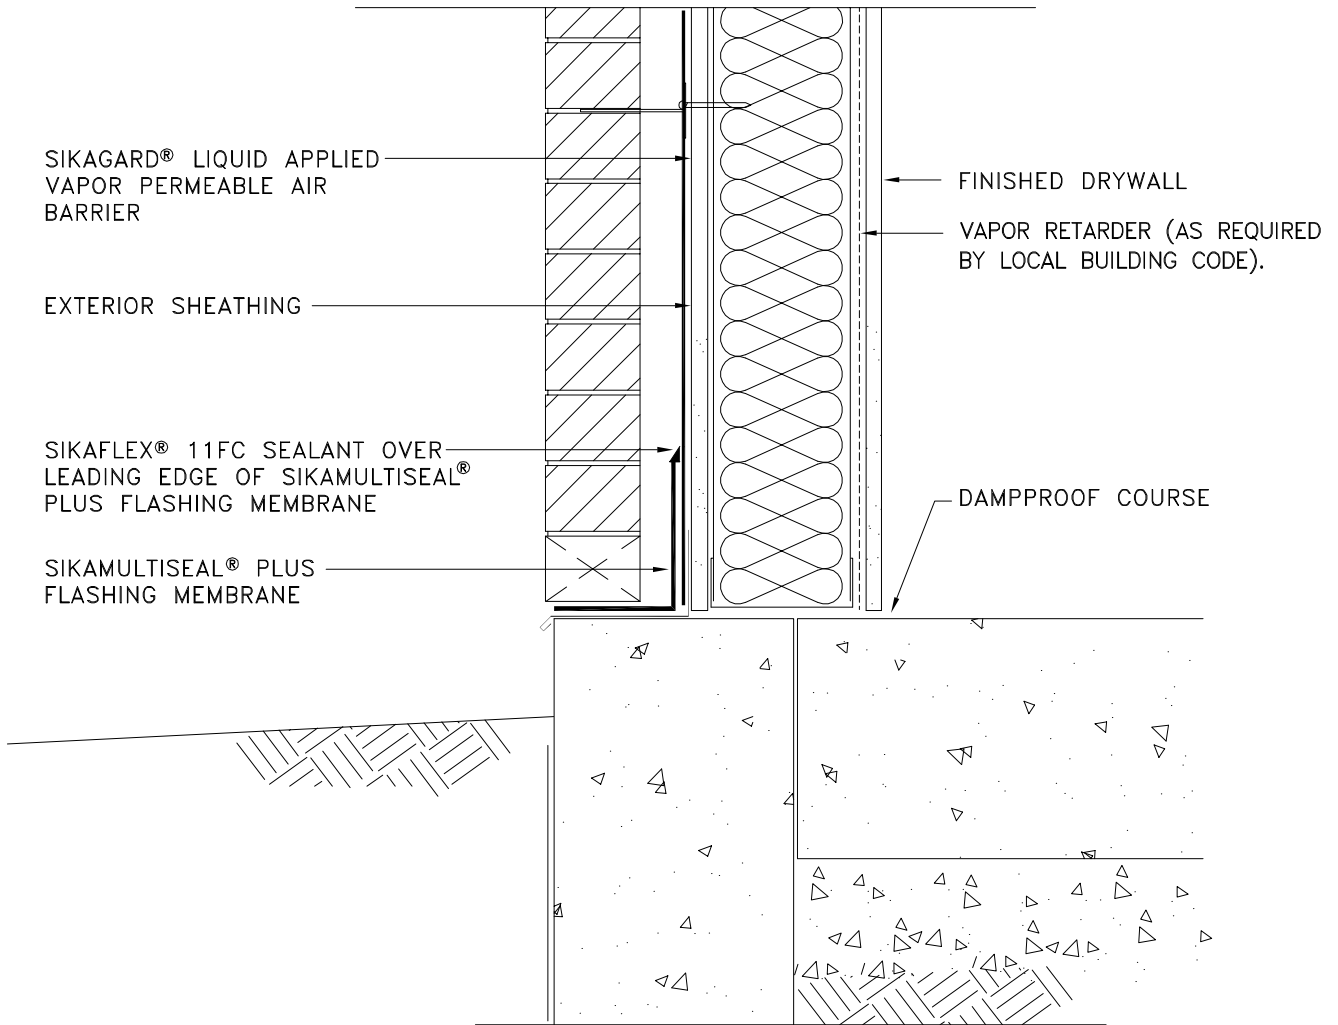 SIKAGARD® LIQUID APPLIED
VAPOR PERMEABLE AIR
BARRIER
FINISHED DRYWALL
VAPOR RETARDER (AS REQUIRED
BY LOCAL BUILDING CODE).
EXTERIOR SHEATHING
SIKAFLEX® 11FC SEALANT OVER
LEADING EDGE OF SIKAMULTISEAL®
PLUS FLASHING MEMBRANE
DAMPPROOF COURSE
SIKAMULTISEAL® PLUS
FLASHING MEMBRANE